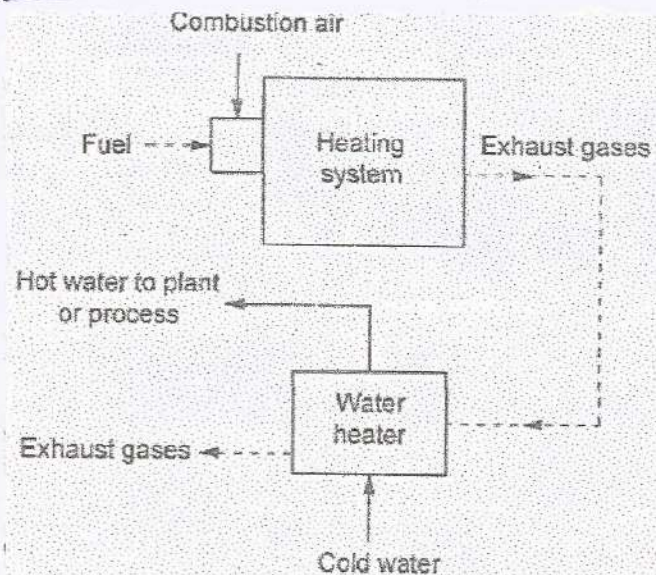 Combustion air
Fuel
Heating
system
Exhaust gases
Hot water to plant
or process
Water
heater
Exhaust gases
Cold water